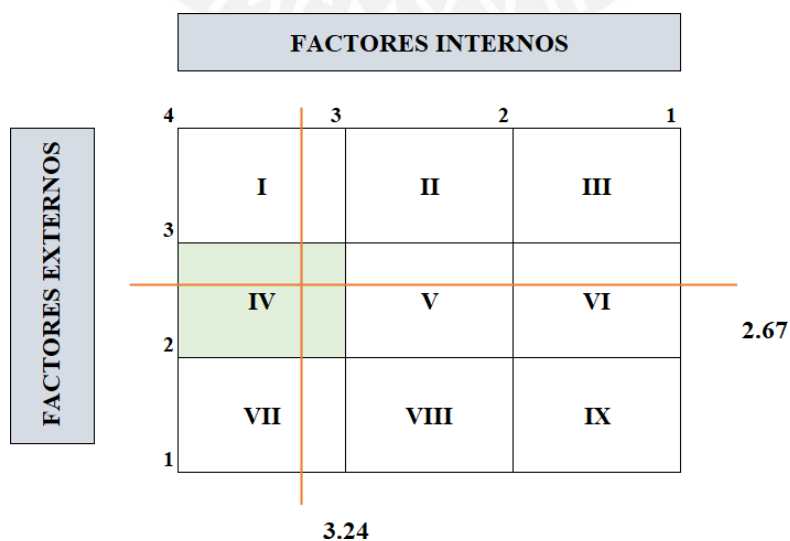 FACTORES INTERNOS
4 3 2 1
FACTORES EXTERNOS
I II III
3
IV V VI
2.67
2
VII VIII IX
1
3.24